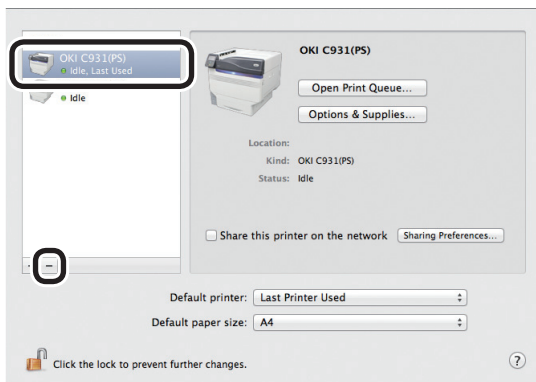 OKI C931(PS)
Idle, Last Used
Idle
OKI C931(PS)
Open Print Queue...
Options & Supplies...
Location:
Kind: OKI C931(PS)
Status: Idle
Share this printer on the network Sharing Preferences...
Default printer: Last Printer Used
Default paper size: A4
Click the lock to prevent further changes.
?